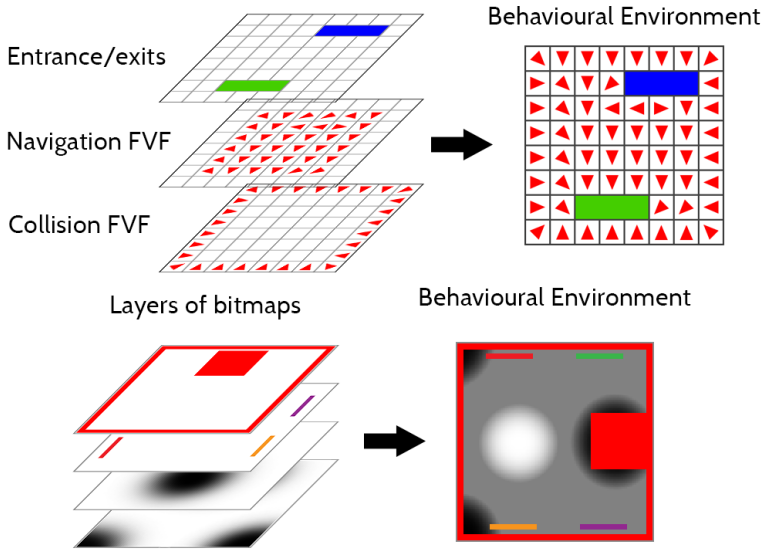 Behavioural Environment
Entrance/exits
Navigation FVF
Collision FVF
Layers of bitmaps
Behavioural Environment